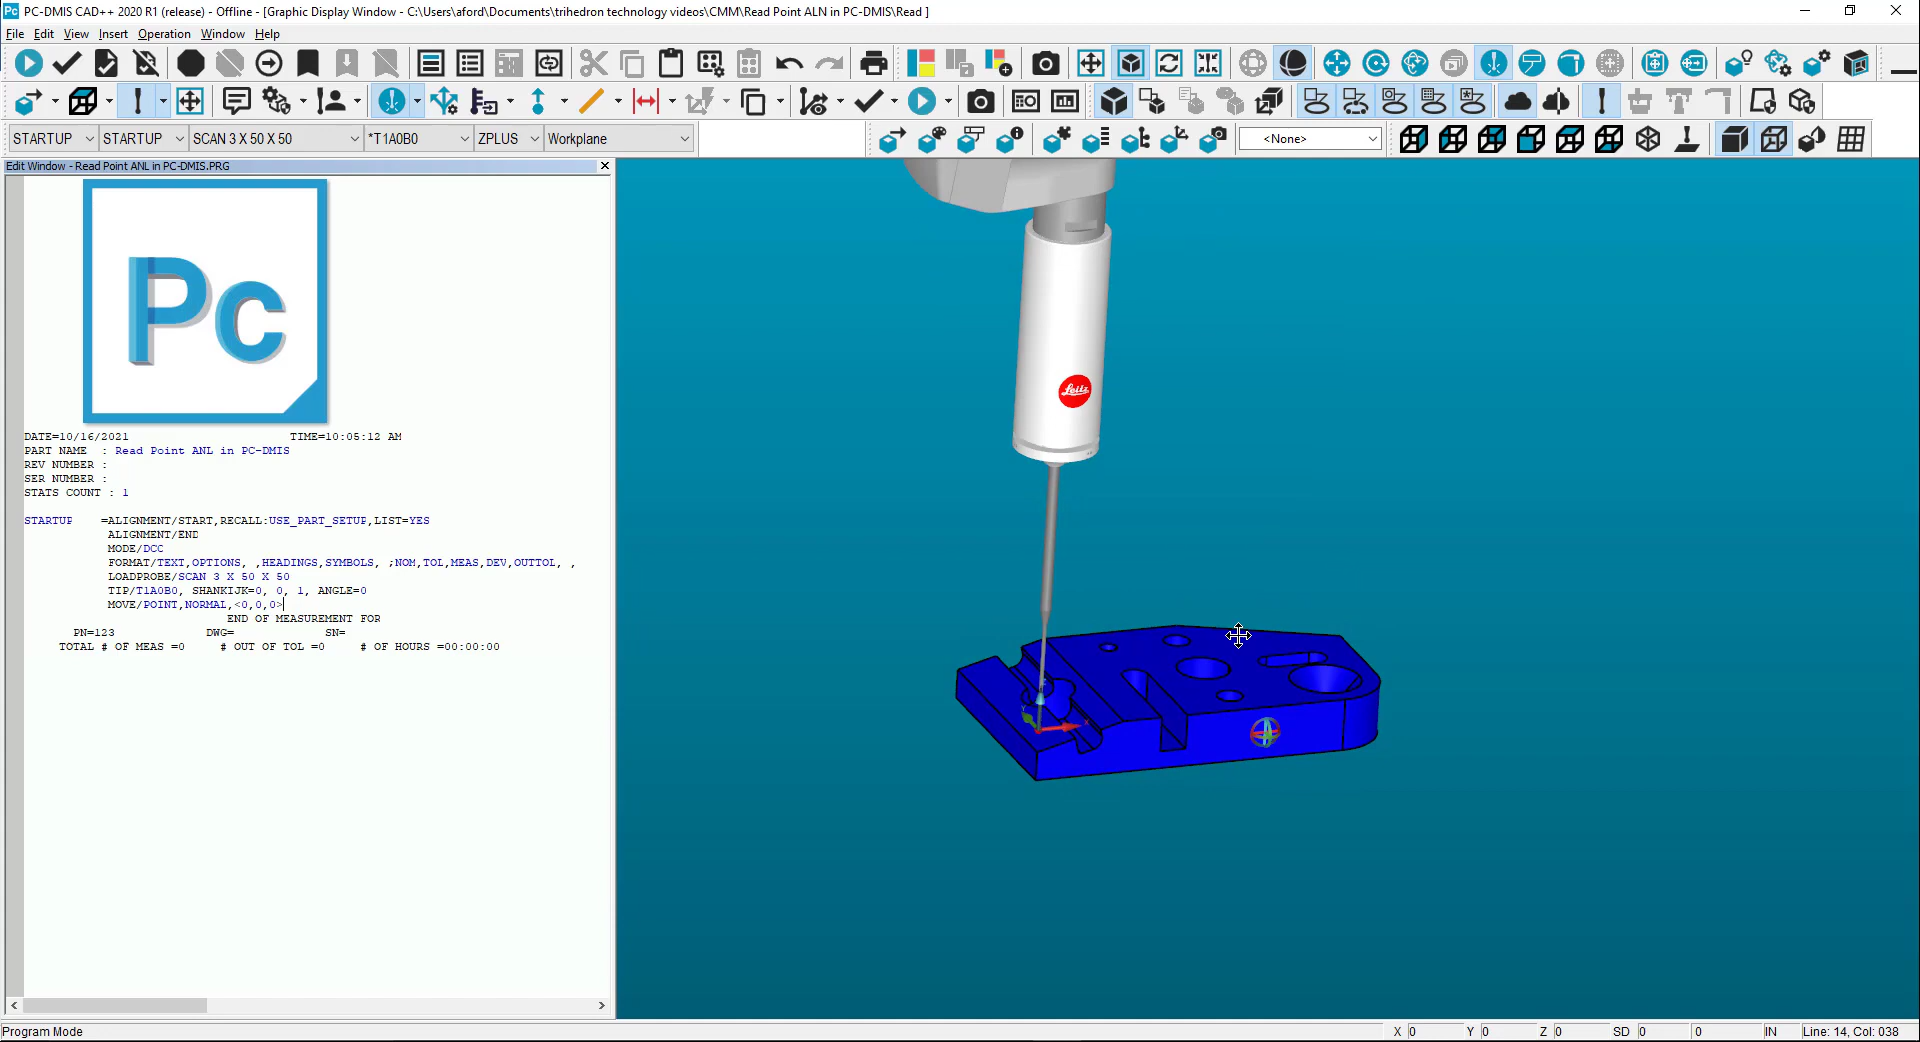 PC-DMIS CAD++ 2020 R1 (release) - Offline - [Graphic Display Window - C:\Users\aford\Documents\trihedron technology videos\CMM\Read Point ALN in PC-DMIS\Read ]
File Edit View Insert Operation Window Help
STARTUP STARTUP SCAN 3 X 50 X 50 *T1A0B0 ZPLUS Workplane <None>
Edit Window - Read Point ANL in PC-DMIS.PRG
Pc
DATE=10/16/2021 TIME=10:05:12 AM
PART NAME : Read Point ANL in PC-DMIS
REV NUMBER :
SER NUMBER :
STATS COUNT : 1
STARTUP =ALIGNMENT/START,RECALL:USE_PART_SETUP,LIST=YES
ALIGNMENT/END
MODE/DCC
FORMAT/TEXT,OPTIONS, ,HEADINGS,SYMBOLS, ;NOM,TOL,MEAS,DEV,OUTTOL, ,
LOADPROBE/SCAN 3 X 50 X 50
TIP/T1A0B0, SHANKIJK=0, 0, 1, ANGLE=0
MOVE/POINT,NORMAL,<0,0,0>
END OF MEASUREMENT FOR
PN=123 DWG= SN=
TOTAL # OF MEAS =0 # OUT OF TOL =0 # OF HOURS =00:00:00
Leitz
Y X
Program Mode X 0 Y 0 Z 0 SD 0 0 IN Line: 14, Col: 038